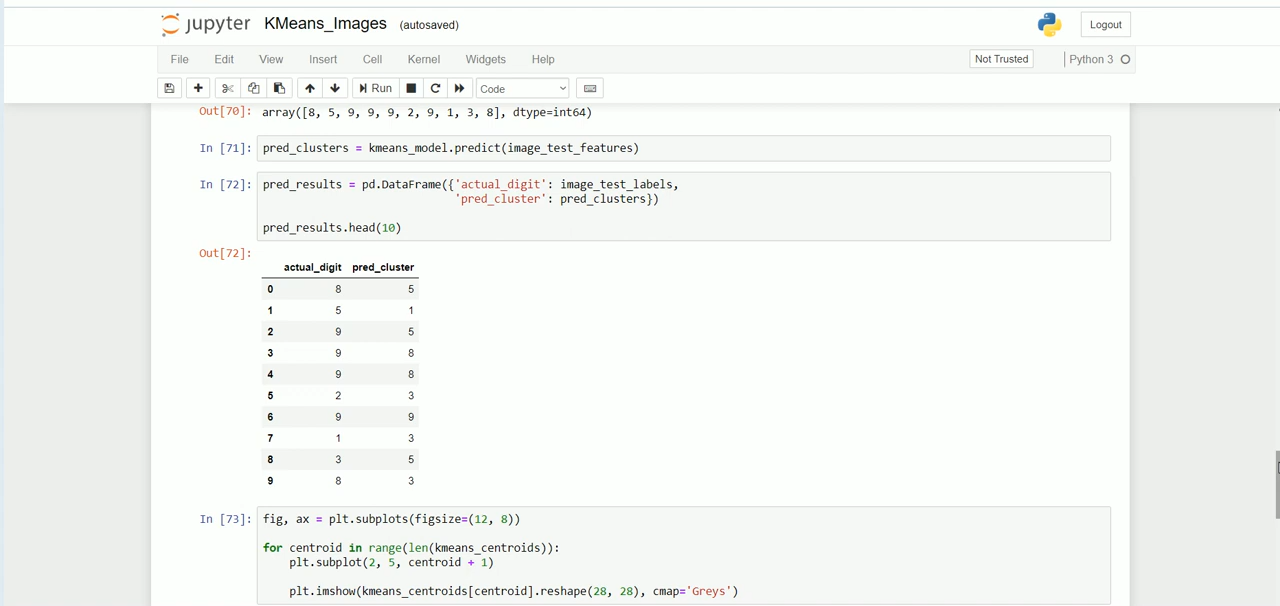 jupyter KMeans_Images (autosaved) Logout
File Edit View Insert Cell Kernel Widgets Help Not Trusted Python 3
Run Code
Out[70]: array([8, 5, 9, 9, 9, 2, 9, 1, 3, 8], dtype=int64)
In [71]: pred_clusters = kmeans_model.predict(image_test_features)
In [72]: pred_results = pd.DataFrame({'actual_digit': image_test_labels,
'pred_cluster': pred_clusters})
pred_results.head(10)
Out[72]:
actual_digit pred_cluster
0 8 5
1 5 1
2 9 5
3 9 8
4 9 8
5 2 3
6 9 9
7 1 3
8 3 5
9 8 3
In [73]: fig, ax = plt.subplots(figsize=(12, 8))
for centroid in range(len(kmeans_centroids)):
plt.subplot(2, 5, centroid + 1)
plt.imshow(kmeans_centroids[centroid].reshape(28, 28), cmap='Greys')